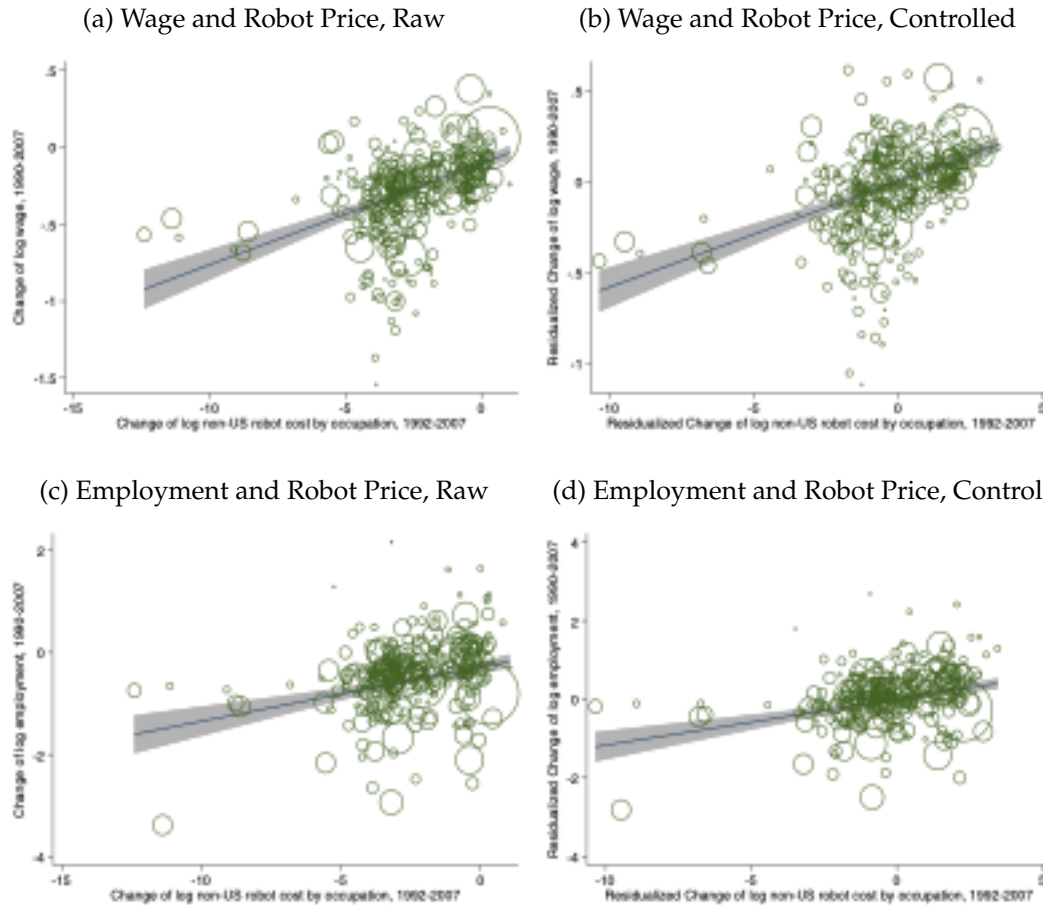 (a) Wage and Robot Price, Raw
Change of log wage, 1990-2007
.5
0
-.5
-1
-1.5
-15
-10
-5
0
Change of log non-US robot cost by occupation, 1992-2007
(b) Wage and Robot Price, Controlled
Residualized Change of log wage, 1990-2007
.5
0
-.5
-1
-10
-5
0
5
Residualized Change of log non-US robot cost by occupation, 1992-2007
(c) Employment and Robot Price, Raw
Change of log employment, 1990-2007
2
0
-2
-4
-15
-10
-5
0
Change of log non-US robot cost by occupation, 1992-2007
(d) Employment and Robot Price, Control
Residualized Change of log employment, 1990-2007
4
2
0
-2
-4
-10
-5
0
5
Residualized Change of log non-US robot cost by occupation, 1992-2007